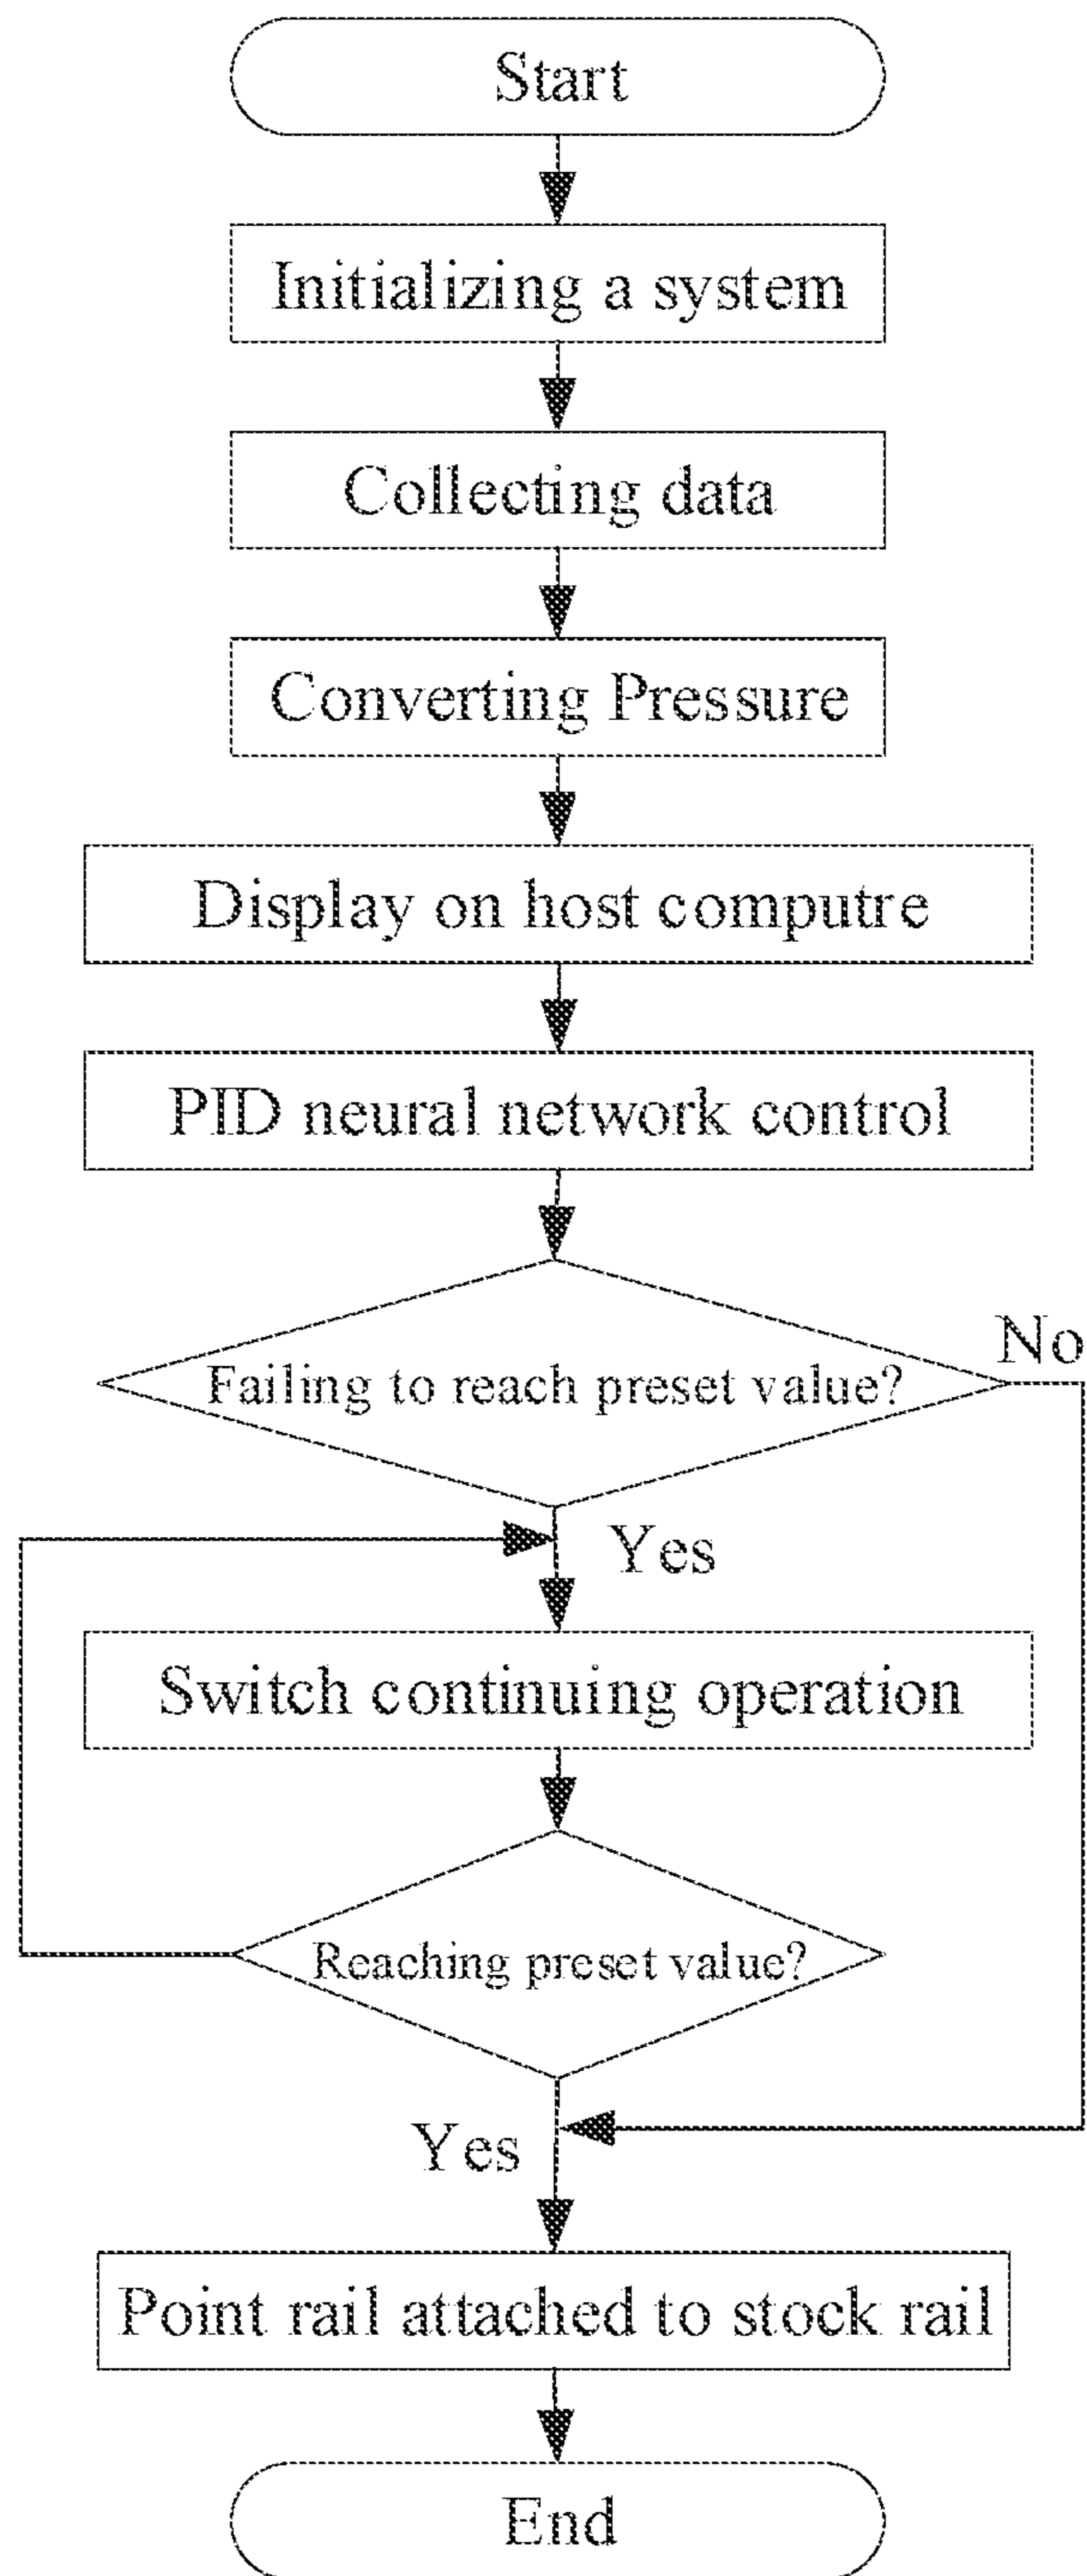 Start
Initializing a system
Collecting data
Converting Pressure
Display on host computre
PID neural network control
Failing to reach preset value?
No
Yes
Switch continuing operation
Reaching preset value?
Yes
Point rail attached to stock rail
End